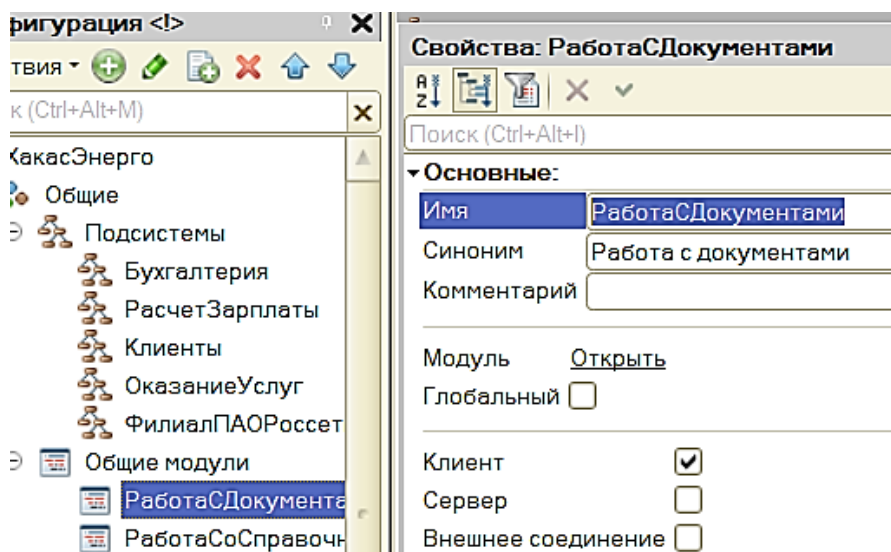 фигурация <!>
твия
к (Ctrl+Alt+M)
ХакасЭнерго
Общие
Подсистемы
Бухгалтерия
РасчетЗарплаты
Клиенты
ОказаниеУслуг
ФилиалПАОРоссет
Общие модули
РаботаСДокумента
РаботаСоСправочн
Свойства: РаботаСДокументами
Поиск (Ctrl+Alt+I)
Основные:
Имя РаботаСДокументами
Синоним Работа с документами
Комментарий
Модуль Открыть
Глобальный
Клиент
Сервер
Внешнее соединение